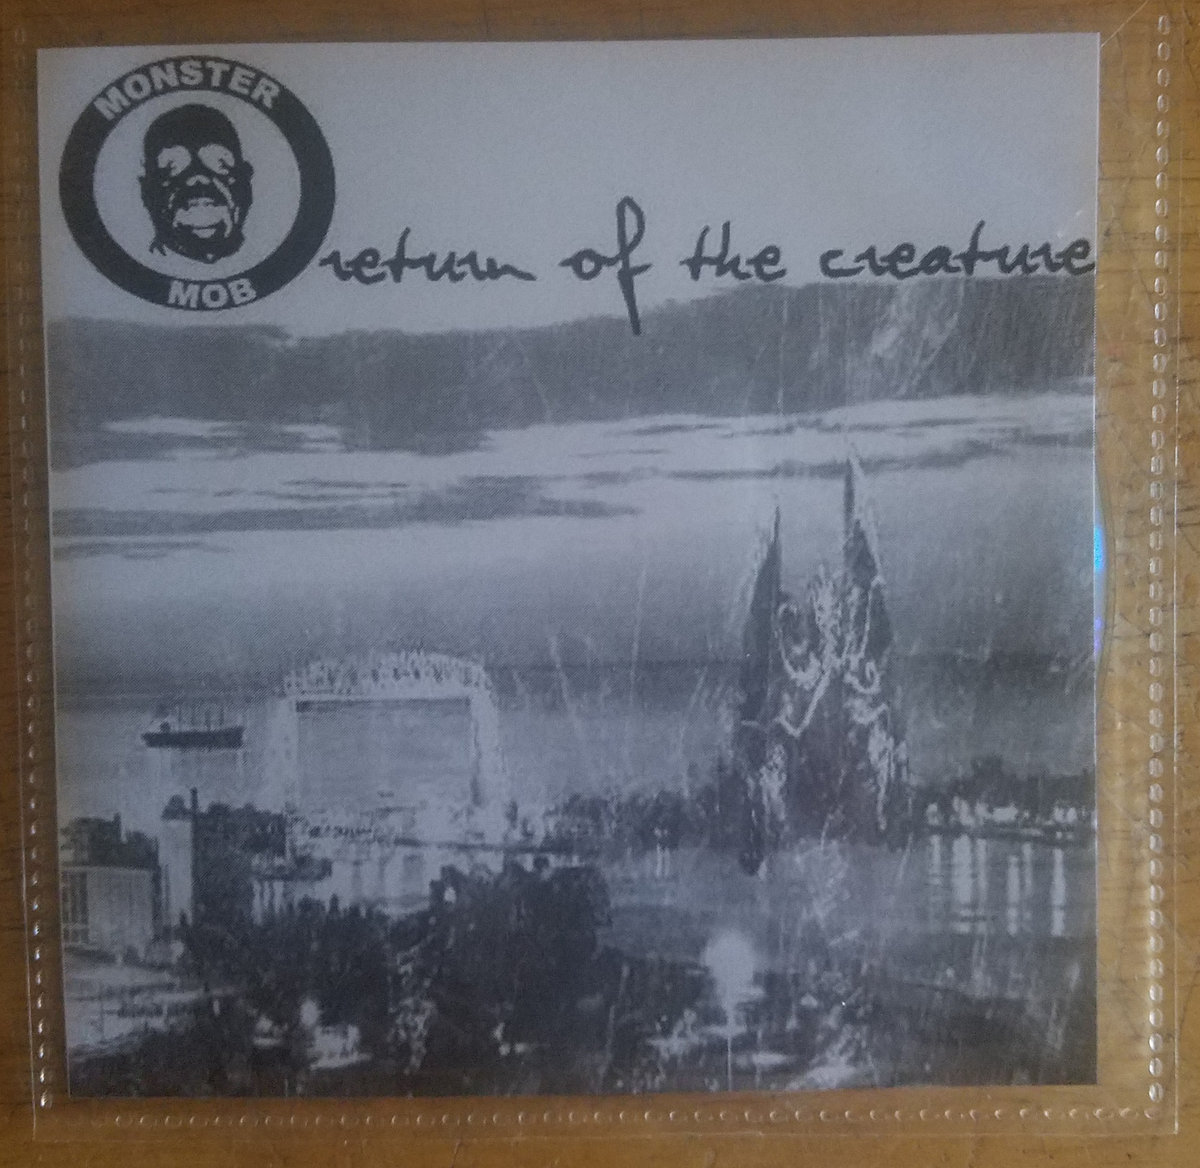 MONSTER
MOB
return of the creature